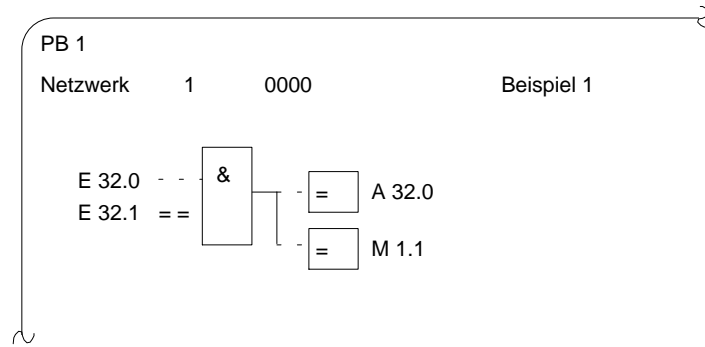 PB 1
Netzwerk 1 0000 Beispiel 1
&
E 32.0 - - - = A 32.0
E 32.1 = =
= M 1.1